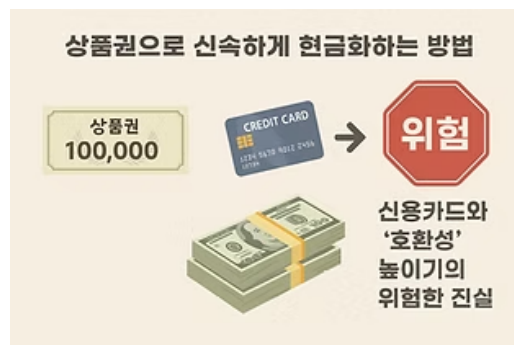 상품권으로 신속하게 현금화하는 방법
상품권
100,000
CREDIT CARD
위험
신용카드와
'호환성'
높이기의
위험한 진실